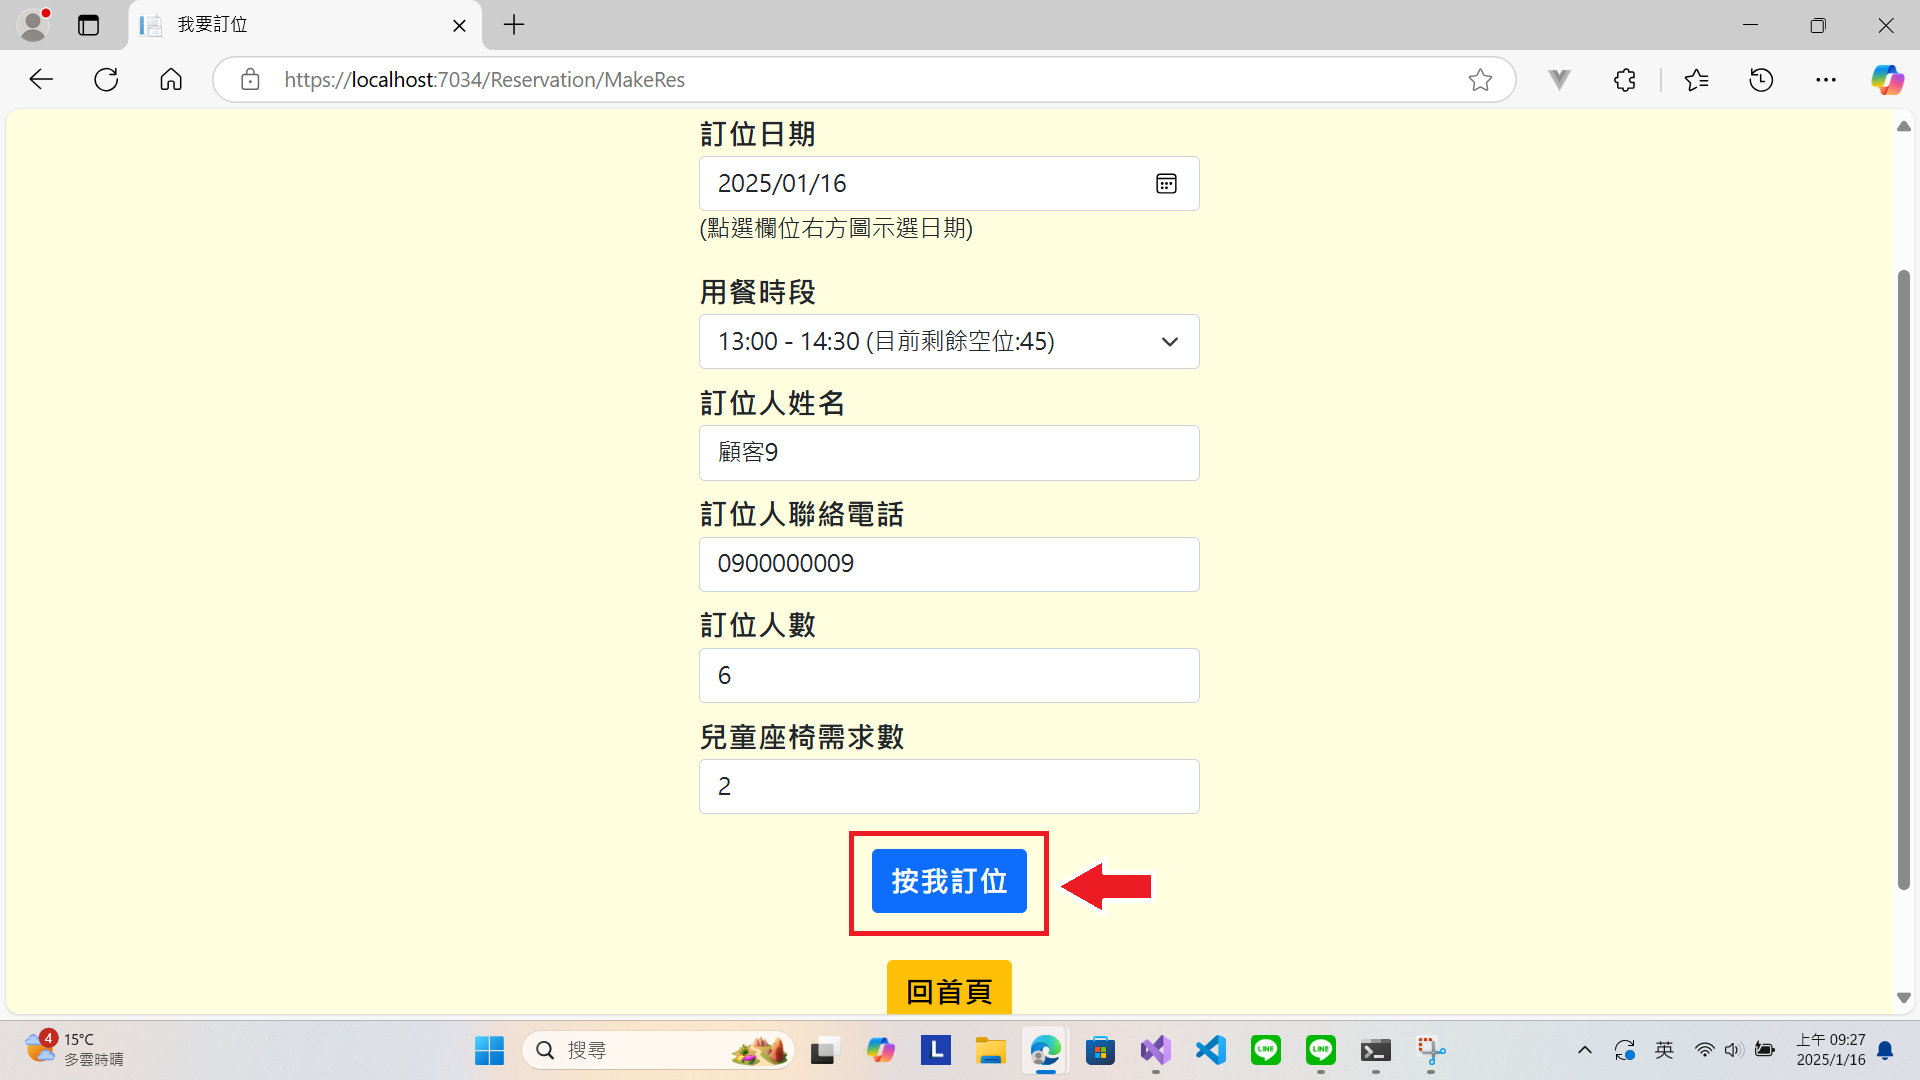 我要訂位
https://localhost:7034/Reservation/MakeRes
訂位日期
2025/01/16
(點選欄位右方圖示選日期)
用餐時段
13:00 - 14:30 (目前剩餘空位:45)
訂位人姓名
顧客9
訂位人聯絡電話
0900000009
訂位人數
6
兒童座椅需求數
2
按我訂位
回首頁
4
15°C
多雲時晴
搜尋
L
LINE
LINE
英
上午 09:27
2025/1/16